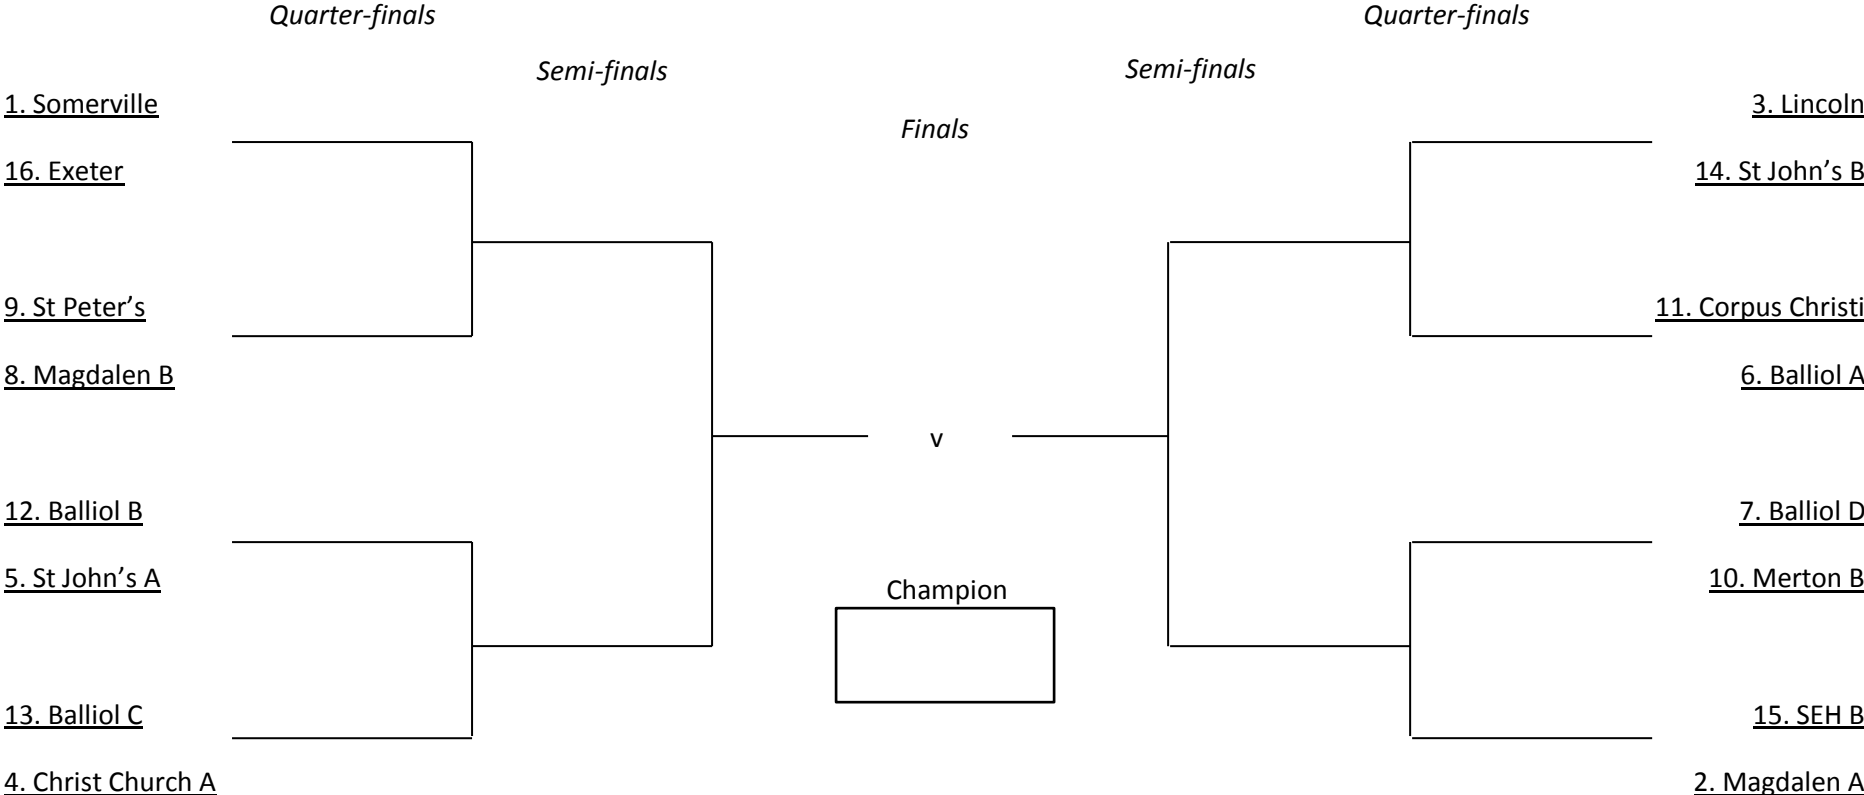 Quarter-finals
Quarter-finals
Semi-finals
Semi-finals
1. Somerville
3. Lincoln
Finals
16. Exeter
14. St John’s B
9. St Peter’s
11. Corpus Christi
8. Magdalen B
6. Balliol A
v
12. Balliol B
7. Balliol D
5. St John’s A
10. Merton B
Champion
13. Balliol C
15. SEH B
4. Christ Church A
2. Magdalen A